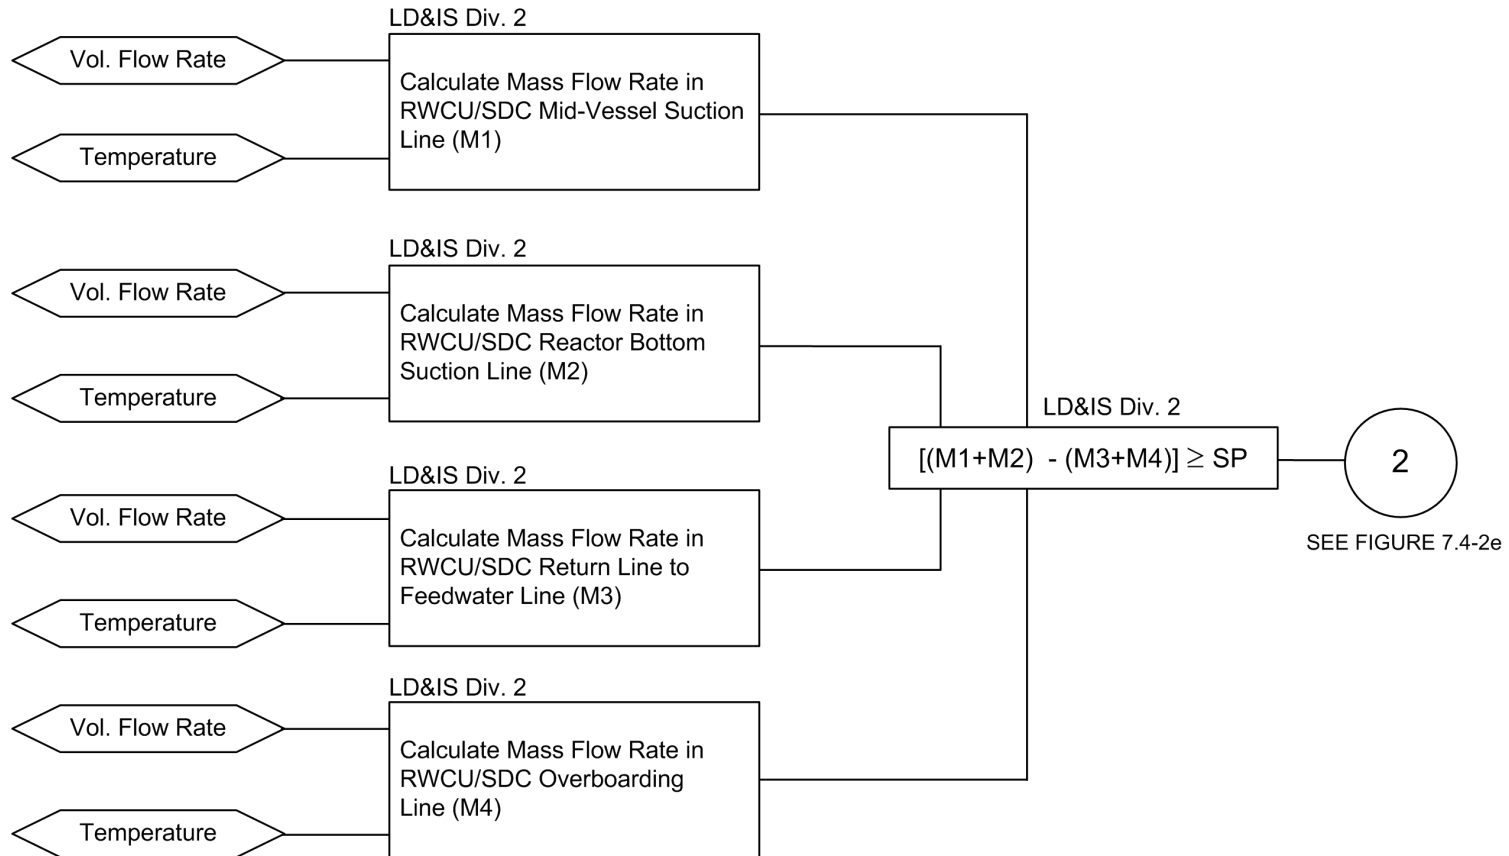 LD&IS Div. 2
Vol. Flow Rate
Temperature
Calculate Mass Flow Rate in
RWCU/SDC Mid-Vessel Suction
Line (M1)
LD&IS Div. 2
Vol. Flow Rate
Temperature
Calculate Mass Flow Rate in
RWCU/SDC Reactor Bottom
Suction Line (M2)
LD&IS Div. 2
Vol. Flow Rate
Temperature
Calculate Mass Flow Rate in
RWCU/SDC Return Line to
Feedwater Line (M3)
LD&IS Div. 2
Vol. Flow Rate
Temperature
Calculate Mass Flow Rate in
RWCU/SDC Overboarding
Line (M4)
LD&IS Div. 2
[(M1+M2) - (M3+M4)] ≥ SP
2
SEE FIGURE 7.4-2e